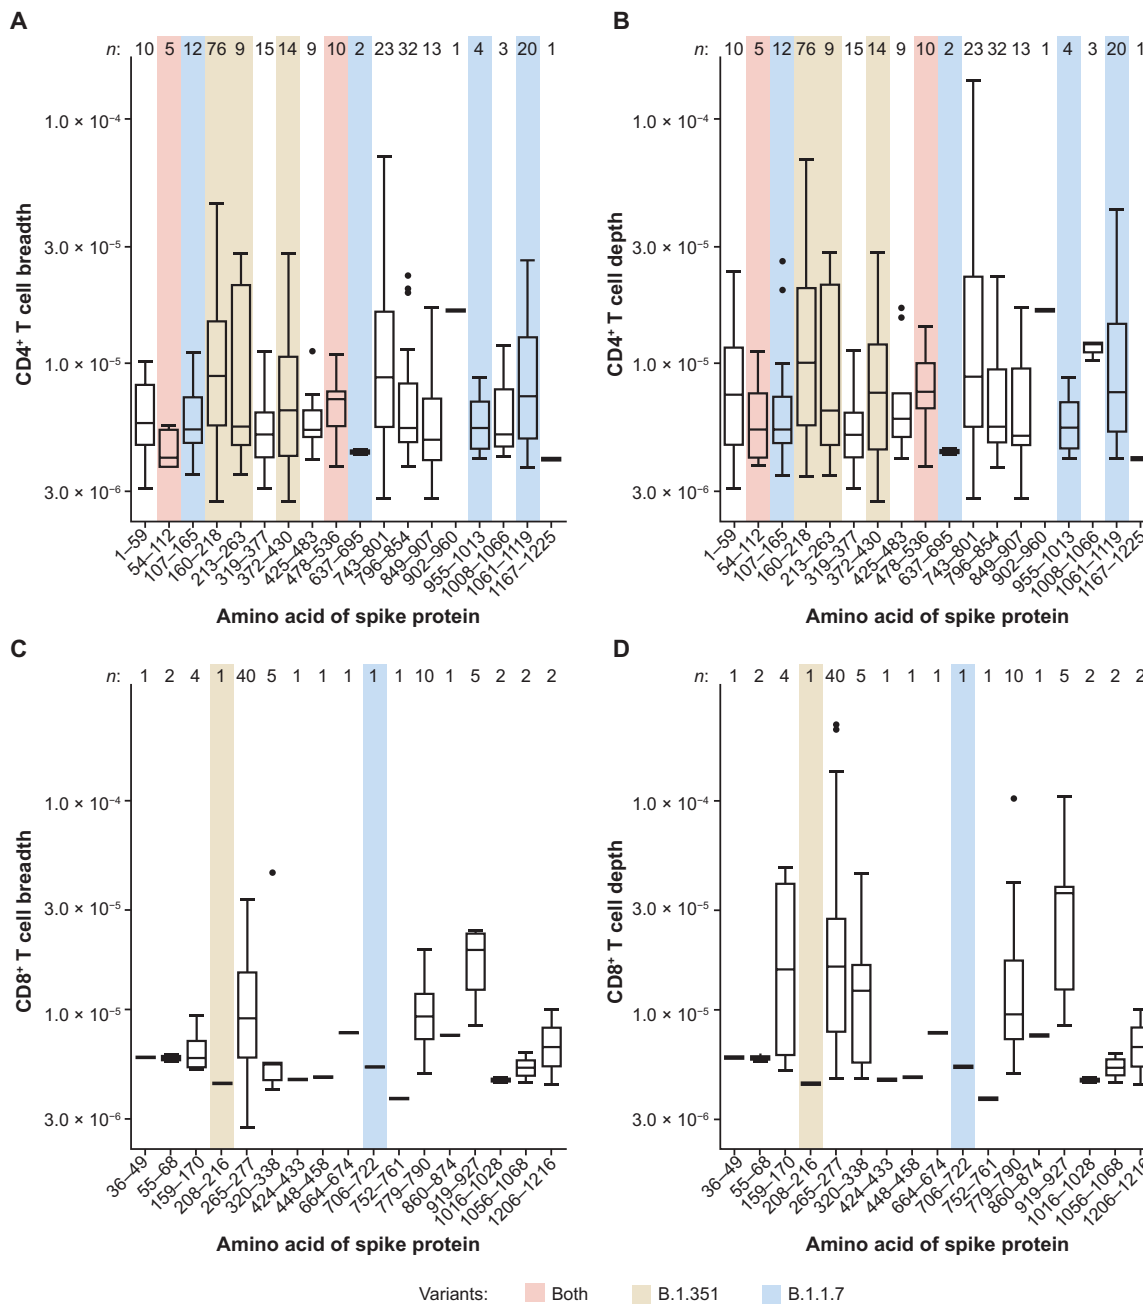 A
n: 10 5 12 76 9 15 14 9 10 2 23 32 13 1 4 3 20 1
CD4+ T cell breadth
1.0 × 10⁻⁴
3.0 × 10⁻⁵
1.0 × 10⁻⁵
3.0 × 10⁻⁶
1–59
54–112
107–165
160–218
213–263
319–377
372–430
425–483
478–536
637–695
743–801
796–854
849–907
902–960
955–1013
1008–1066
1061–1119
1167–1225
Amino acid of spike protein
B
n: 10 5 12 76 9 15 14 9 10 2 23 32 13 1 4 3 20 1
CD4+ T cell depth
1.0 × 10⁻⁴
3.0 × 10⁻⁵
1.0 × 10⁻⁵
3.0 × 10⁻⁶
1–59
54–112
107–165
160–218
213–263
319–377
372–430
425–483
478–536
637–695
743–801
796–854
849–907
902–960
955–1013
1008–1066
1061–1119
1167–1225
Amino acid of spike protein
C
n: 1 2 4 1 40 5 1 1 1 1 1 10 1 5 2 2 2
CD8+ T cell breadth
1.0 × 10⁻⁴
3.0 × 10⁻⁵
1.0 × 10⁻⁵
3.0 × 10⁻⁶
36–49
55–68
159–170
208–216
265–277
320–338
424–433
448–458
664–674
706–722
752–761
779–790
860–874
919–927
1016–1028
1056–1068
1206–1216
Amino acid of spike protein
D
n: 1 2 4 1 40 5 1 1 1 1 1 10 1 5 2 2 2
CD8+ T cell depth
1.0 × 10⁻⁴
3.0 × 10⁻⁵
1.0 × 10⁻⁵
3.0 × 10⁻⁶
36–49
55–68
159–170
208–216
265–277
320–338
424–433
448–458
664–674
706–722
752–761
779–790
860–874
919–927
1016–1028
1056–1068
1206–1216
Amino acid of spike protein
Variants: Both B.1.351 B.1.1.7